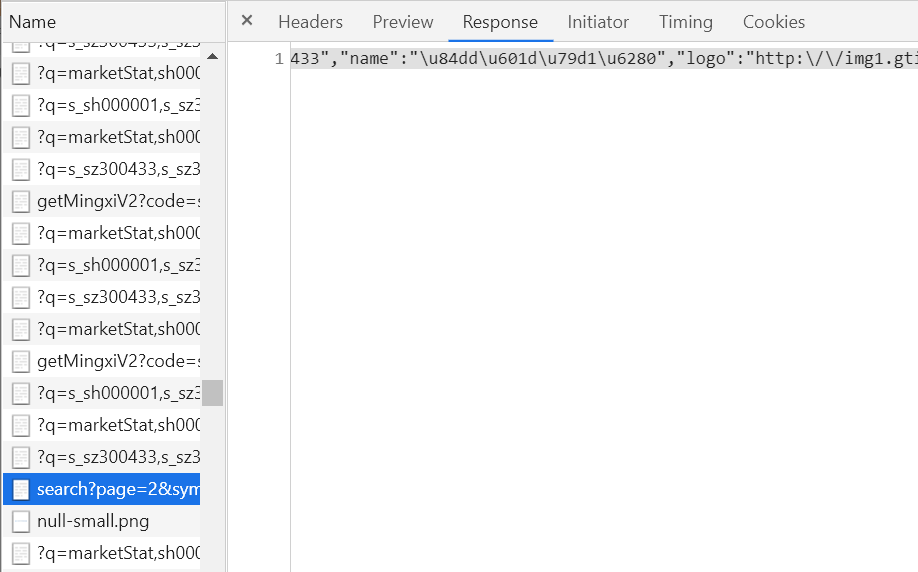 Name
?q=s_sz300433,s_sz3
?q=marketStat,sh000
?q=s_sh000001,s_sz3
?q=marketStat,sh000
?q=s_sz300433,s_sz3
getMingxiV2?code=s
?q=marketStat,sh000
?q=s_sh000001,s_sz3
?q=s_sz300433,s_sz3
?q=marketStat,sh000
getMingxiV2?code=s
?q=s_sh000001,s_sz3
?q=marketStat,sh000
?q=s_sz300433,s_sz3
search?page=2&sym
null-small.png
?q=marketStat,sh000
× Headers Preview Response Initiator Timing Cookies
1 433","name":"\u84dd\u601d\u79d1\u6280","logo":"http:\/\/img1.gti